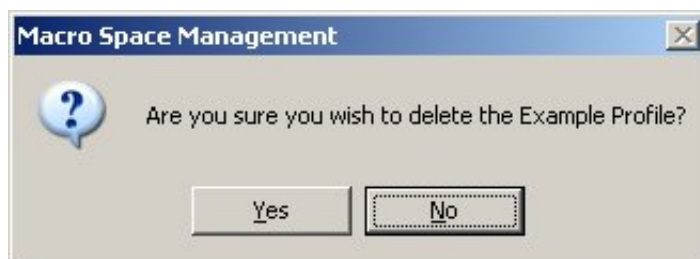 Macro Space Management
Are you sure you wish to delete the Example Profile?
Yes No